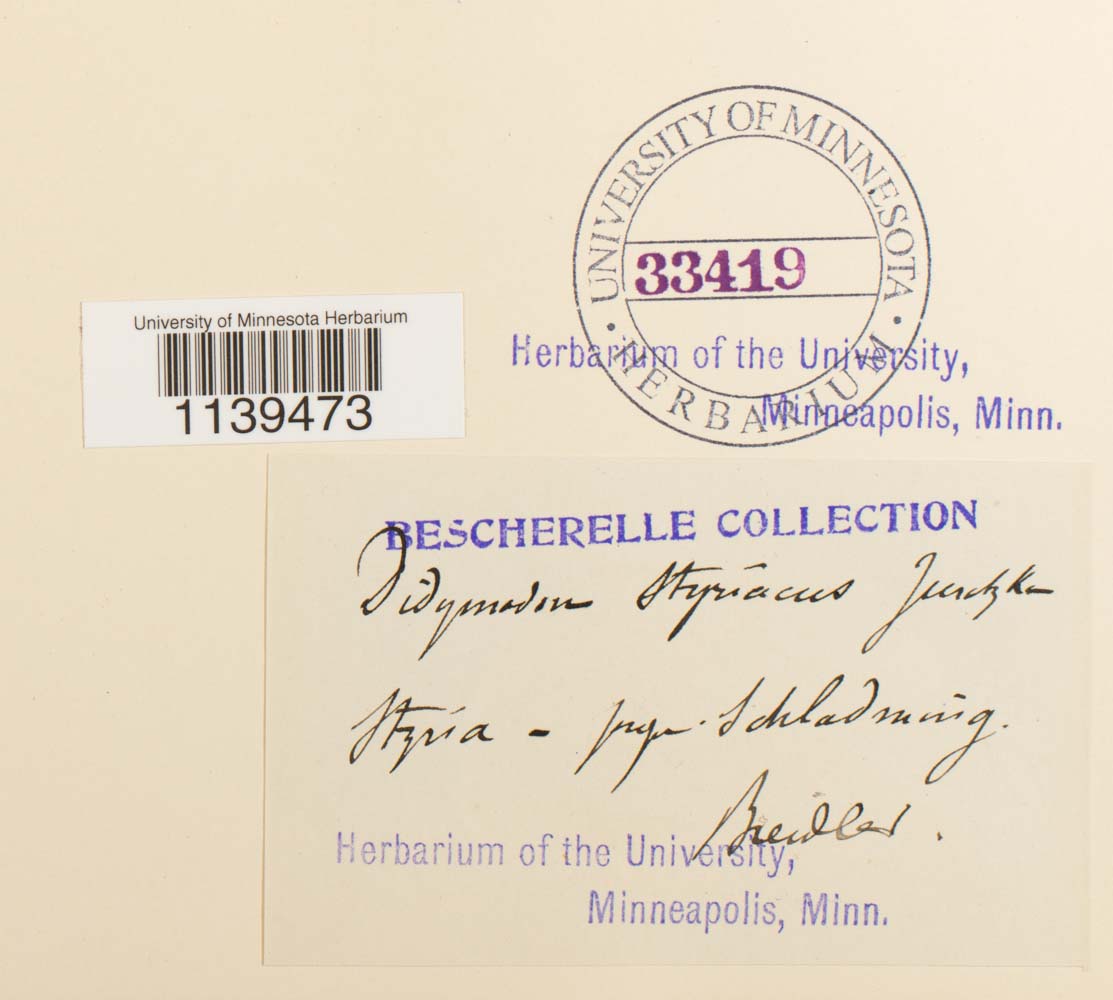 UNIVERSITY OF MINNESOTA
• HERBARIUM •
33419
Herbarium of the University,
Minneapolis, Minn.
University of Minnesota Herbarium
1139473
BESCHERELLE COLLECTION
Didymodon styriacus Juratzka
Styria - prope Schladming.
Breidler.
Herbarium of the University,
Minneapolis, Minn.